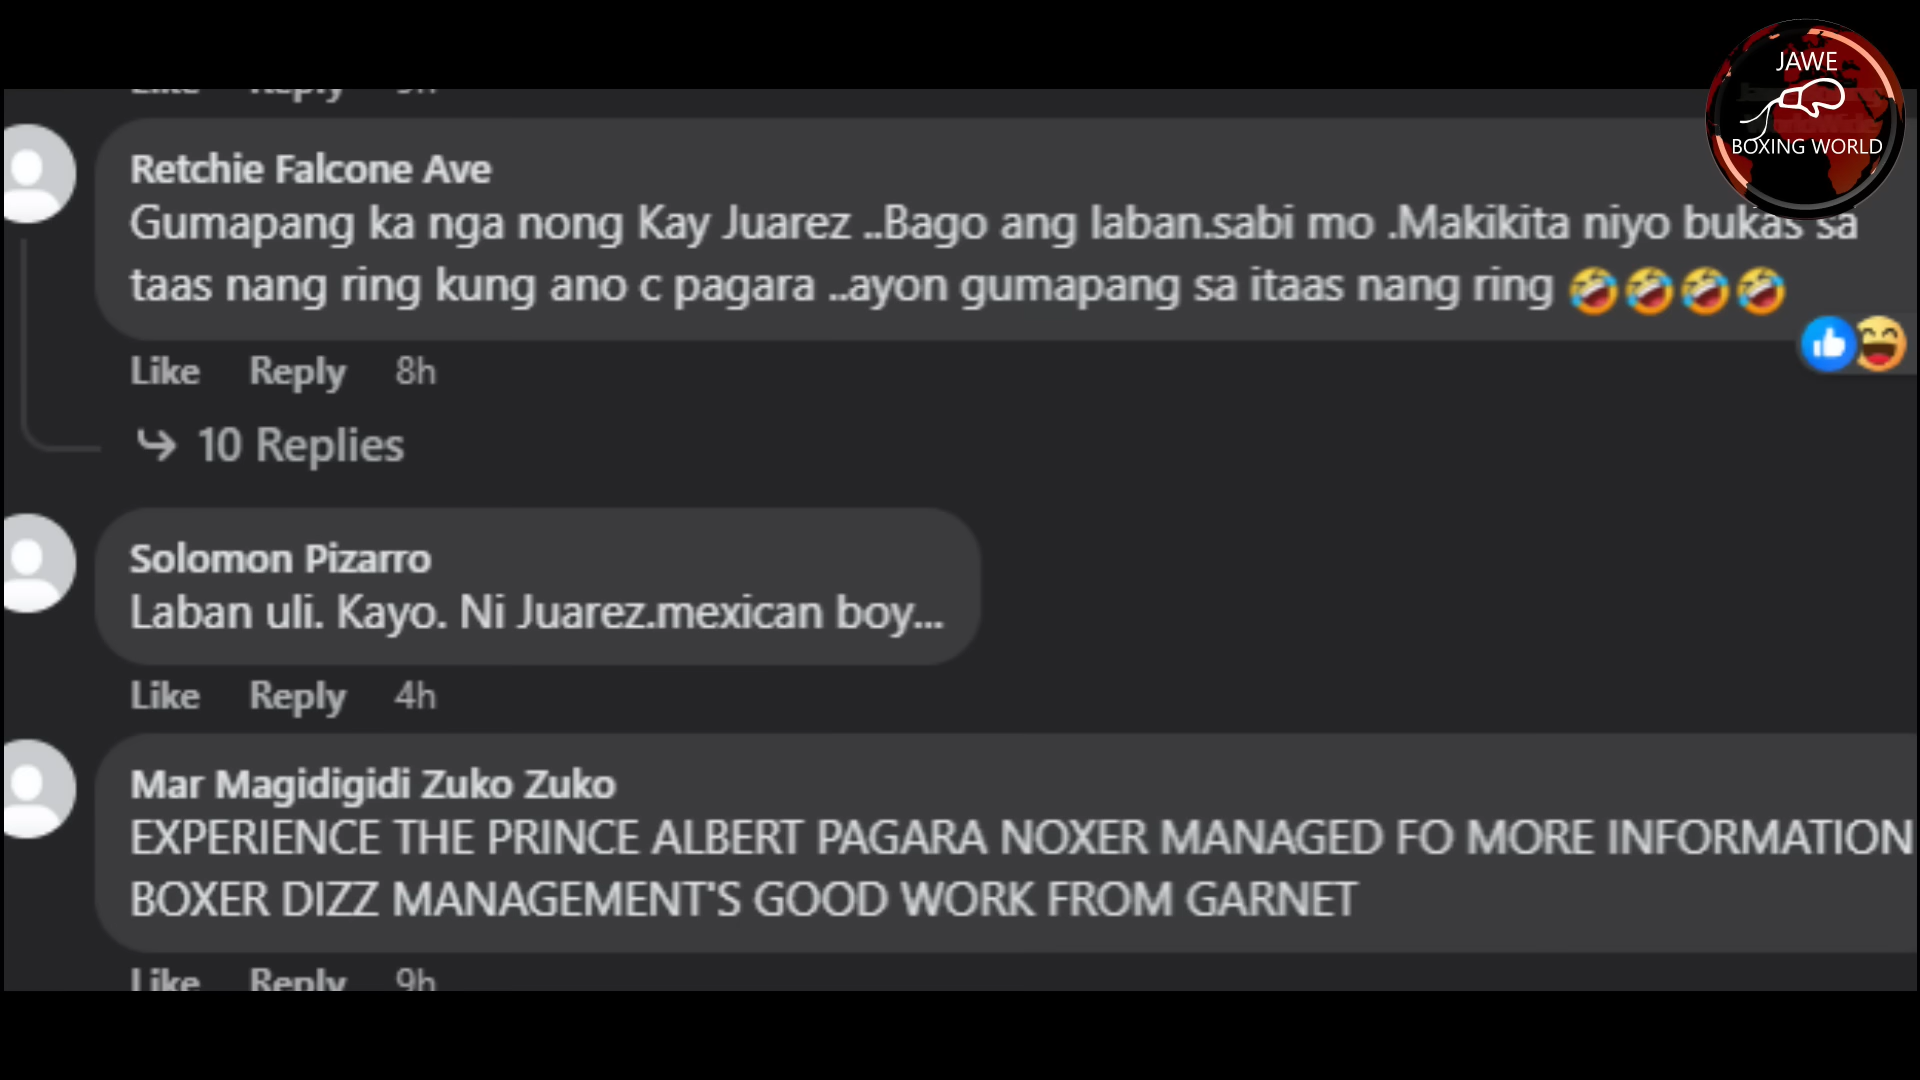 Like Reply 9h
JAWE
BOXING WORLD
Retchie Falcone Ave
Gumapang ka nga nong Kay Juarez ..Bago ang laban.sabi mo .Makikita niyo bukas sa
taas nang ring kung ano c pagara ..ayon gumapang sa itaas nang ring 🤣🤣🤣🤣
Like Reply 8h
10 Replies
Solomon Pizarro
Laban uli. Kayo. Ni Juarez.mexican boy...
Like Reply 4h
Mar Magidigidi Zuko Zuko
EXPERIENCE THE PRINCE ALBERT PAGARA NOXER MANAGED FO MORE INFORMATION
BOXER DIZZ MANAGEMENT'S GOOD WORK FROM GARNET
Like Reply 9h